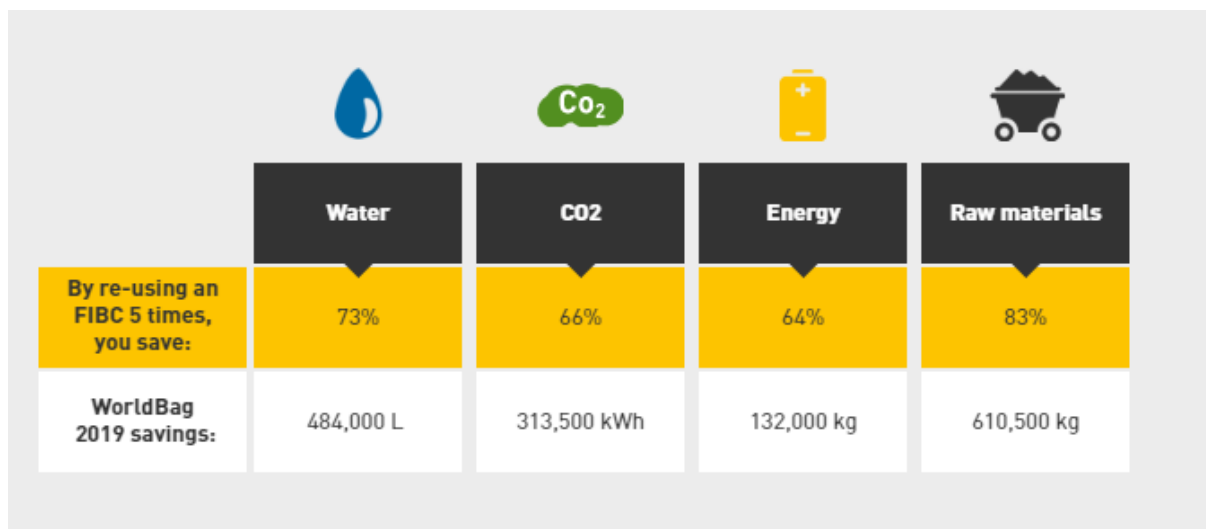 Co₂
Water
CO2
Energy
Raw materials
By re-using an
FIBC 5 times,
you save:
73%
66%
64%
83%
WorldBag
2019 savings:
484,000 L
313,500 kWh
132,000 kg
610,500 kg